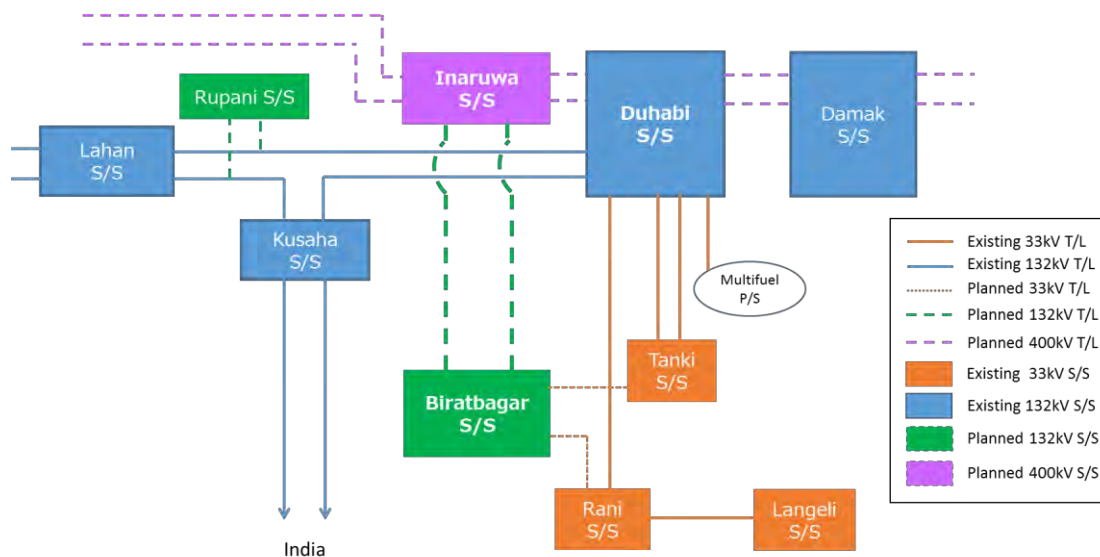 Inaruwa
S/S
Duhabi
S/S
Damak
S/S
Rupani S/S
Lahan
S/S
Kusaha
S/S
Multifuel
P/S
Tanki
S/S
Biratbagar
S/S
Rani
S/S
Langeli
S/S
India
Existing 33kV T/L
Existing 132kV T/L
Planned 33kV T/L
Planned 132kV T/L
Planned 400kV T/L
Existing 33kV S/S
Existing 132kV S/S
Planned 132kV S/S
Planned 400kV S/S